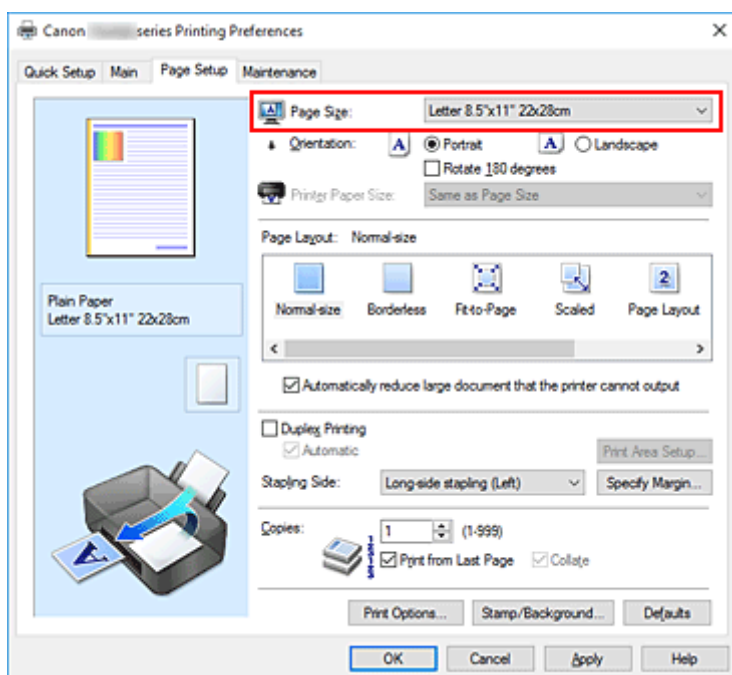 Canon series Printing Preferences
Quick Setup Main Page Setup Maintenance
Page Size: Letter 8.5"x11" 22x28cm
Orientation: A Portrait A Landscape
Rotate 180 degrees
Printer Paper Size: Same as Page Size
Page Layout: Normal-size
Normal-size Borderless Fit-to-Page Scaled Page Layout
Automatically reduce large document that the printer cannot output
Plain Paper
Letter 8.5"x11" 22x28cm
Duplex Printing
Automatic
Print Area Setup...
Stapling Side: Long-side stapling (Left) Specify Margin...
Copies: 1 (1-999)
Print from Last Page Collate
Print Options... Stamp/Background... Defaults
OK Cancel Apply Help